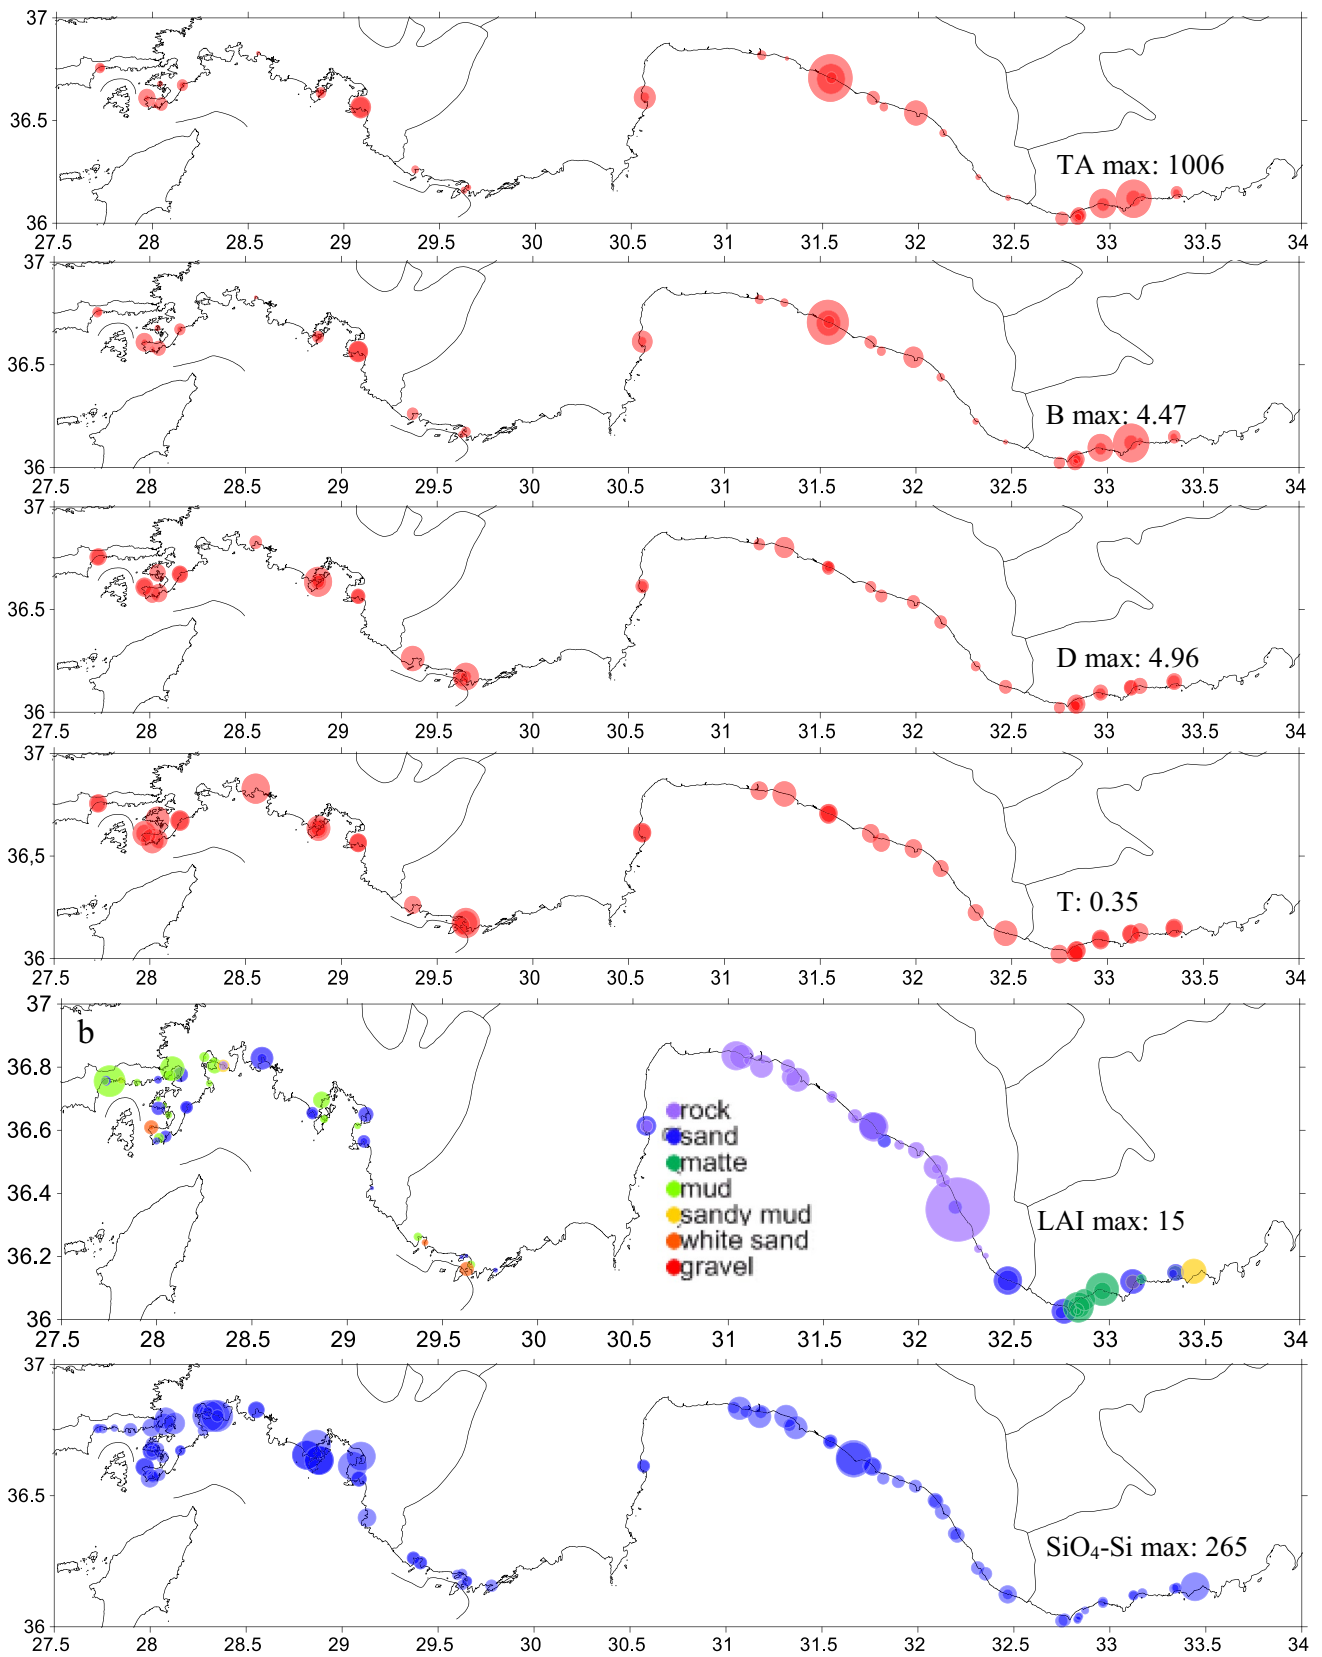 37
36.5
TA max: 1006
36
27.5 28 28.5 29 29.5 30 30.5 31 31.5 32 32.5 33 33.5 34
37
36.5
B max: 4.47
36
27.5 28 28.5 29 29.5 30 30.5 31 31.5 32 32.5 33 33.5 34
37
36.5
D max: 4.96
36
27.5 28 28.5 29 29.5 30 30.5 31 31.5 32 32.5 33 33.5 34
37
36,5
T: 0.35
36
27.5 28 28.5 29 29.5 30 30.5 31 31.5 32 32.5 33 33.5 34
37
b
36.8
rock
36.6
sand
matte
36.4
mud
sandy mud
LAI max: 15
36.2
white sand
gravel
36
27.5 28 28.5 29 29.5 30 30.5 31 31.5 32 32.5 33 33.5 34
37
36.5
SiO₄-Si max: 265
36
27.5 28 28.5 29 29.5 30 30.5 31 31.5 32 32.5 33 33.5 34